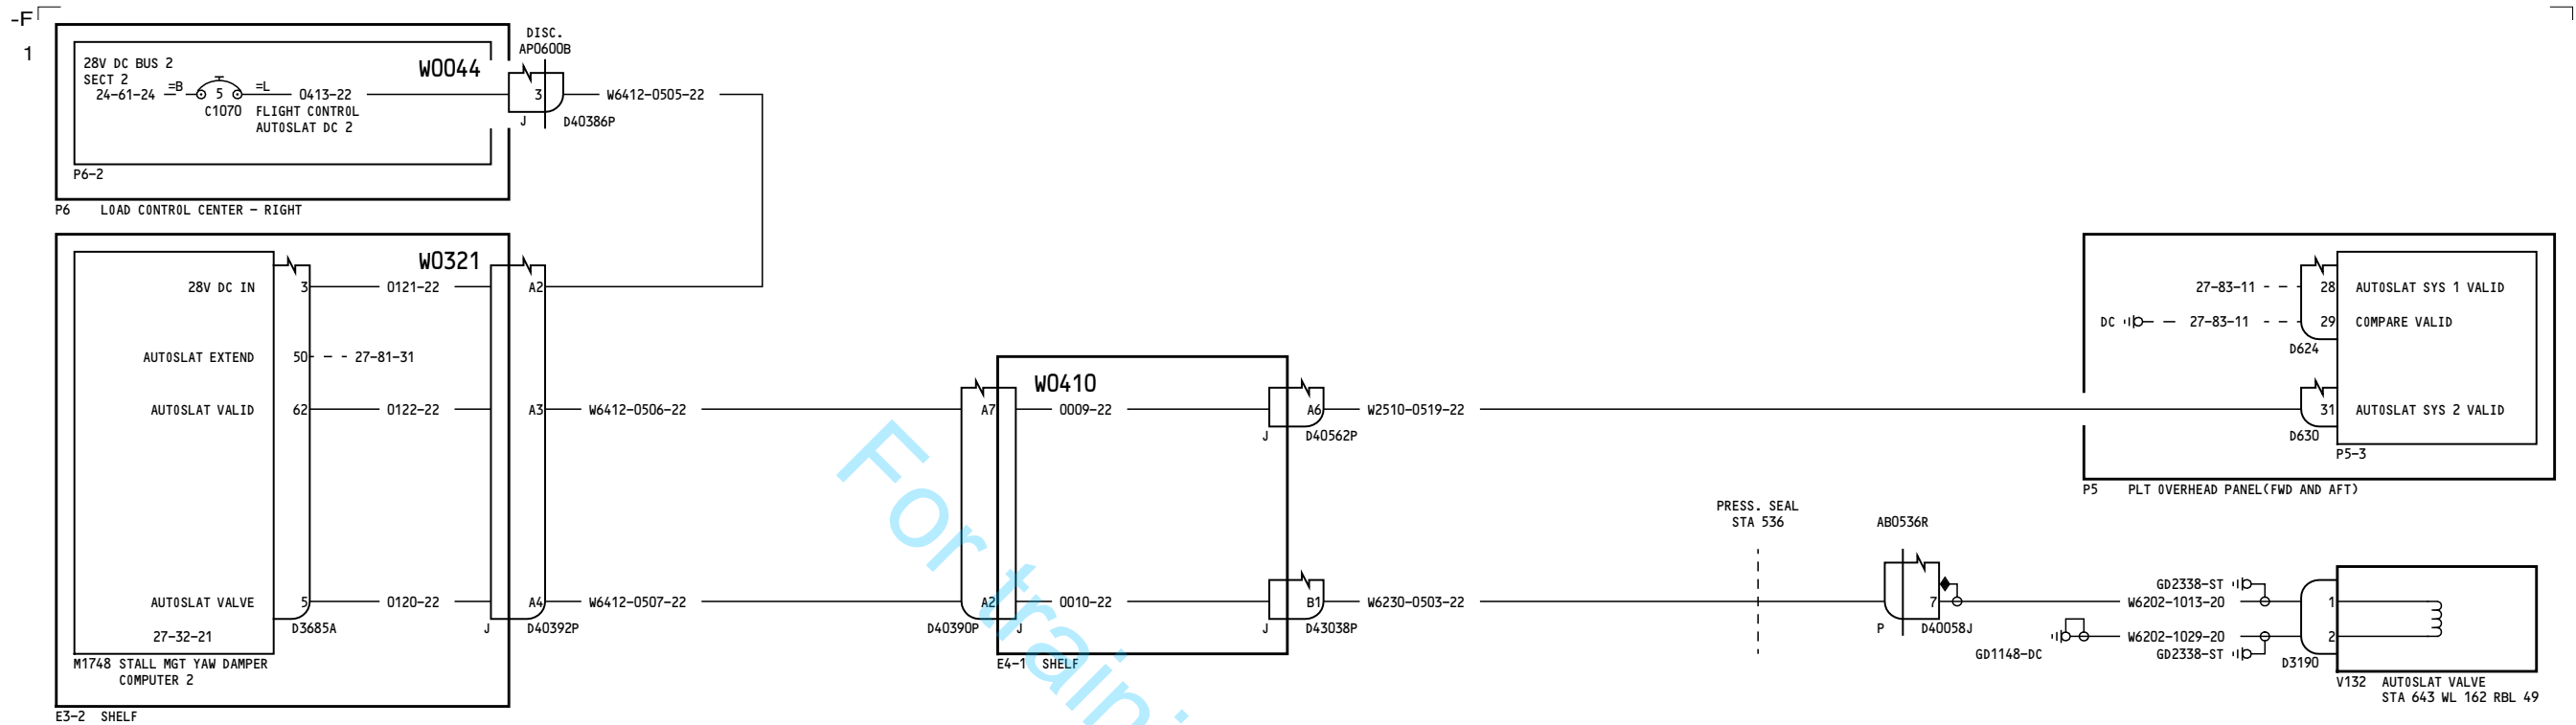 -F
1
28V DC BUS 2
SECT 2
24-61-24
=B
5
=L
0413-22
C1070
FLIGHT CONTROL
AUTOSLAT DC 2
W0044
DISC.
AP0600B
3
W6412-0505-22
J
D40386P
P6-2
P6 LOAD CONTROL CENTER - RIGHT
W0321
28V DC IN
3
0121-22
A2
AUTOSLAT EXTEND
50
27-81-31
AUTOSLAT VALID
62
0122-22
A3
W6412-0506-22
AUTOSLAT VALVE
5
0120-22
A4
W6412-0507-22
27-32-21
D3685A
J
D40392P
M1748 STALL MGT YAW DAMPER
COMPUTER 2
E3-2 SHELF
W0410
A7
0009-22
A6
W2510-0519-22
J
D40562P
A2
0010-22
B1
W6230-0503-22
D40390P
J
J
D43038P
E4-1 SHELF
27-83-11
28
AUTOSLAT SYS 1 VALID
DC
27-83-11
29
COMPARE VALID
D624
31
AUTOSLAT SYS 2 VALID
D630
P5-3
P5 PLT OVERHEAD PANEL(FWD AND AFT)
PRESS. SEAL
STA 536
AB0536R
7
P
D40058J
GD2338-ST
W6202-1013-20
1
W6202-1029-20
2
GD1148-DC
GD2338-ST
D3190
V132 AUTOSLAT VALVE
STA 643 WL 162 RBL 49
For traini